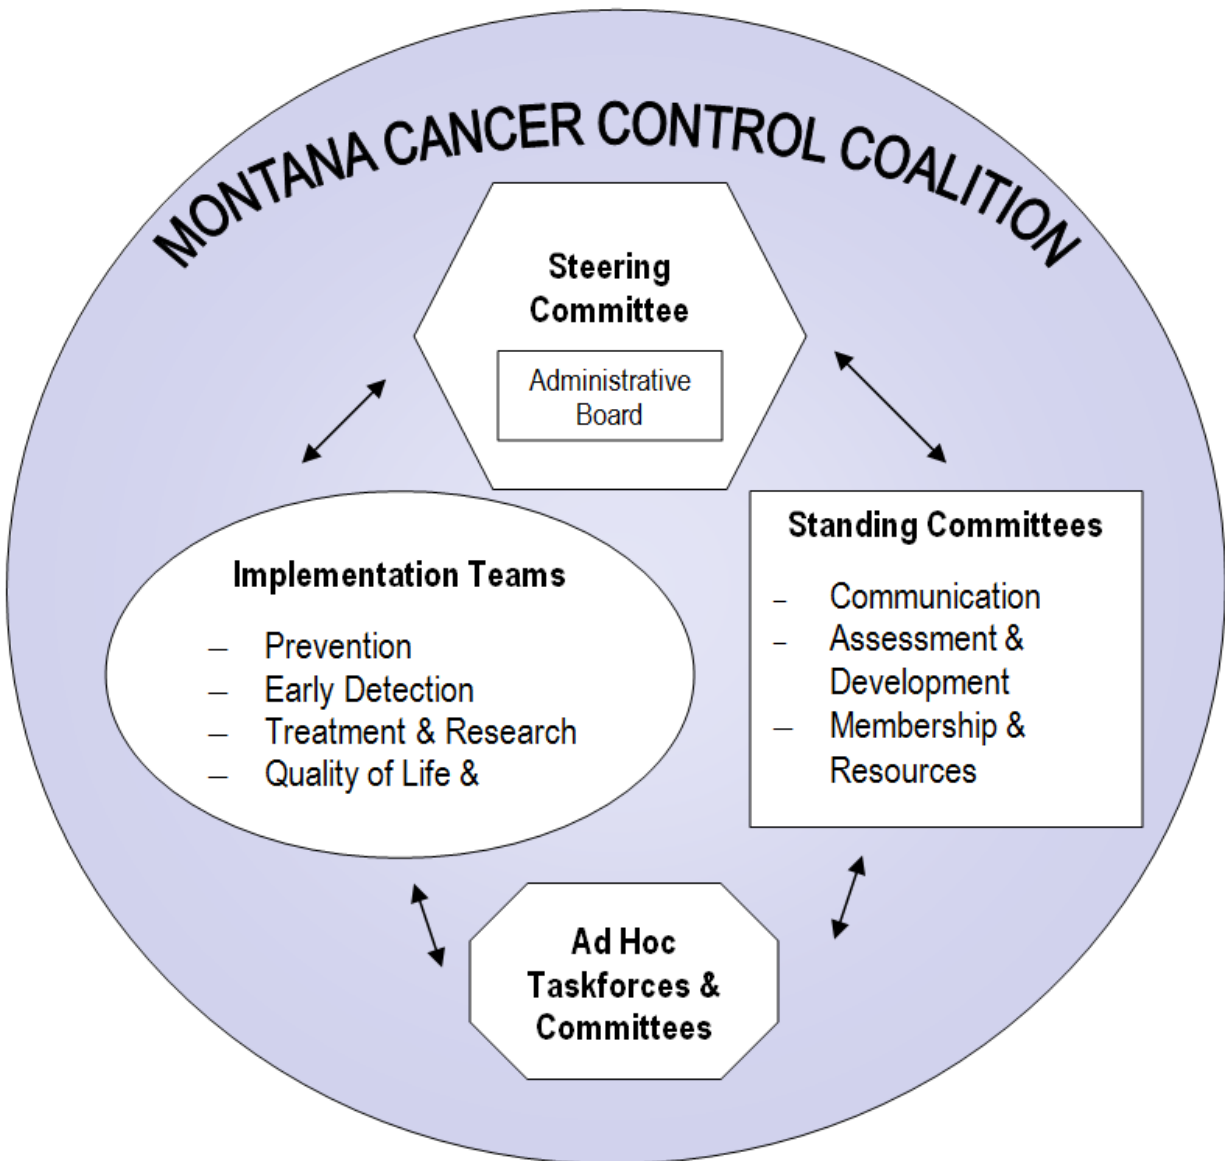 MONTANA CANCER CONTROL COALITION
Steering
Committee
Administrative
Board
Implementation Teams
– Prevention
– Early Detection
– Treatment & Research
– Quality of Life &
Standing Committees
– Communication
– Assessment &
Development
– Membership &
Resources
Ad Hoc
Taskforces &
Committees